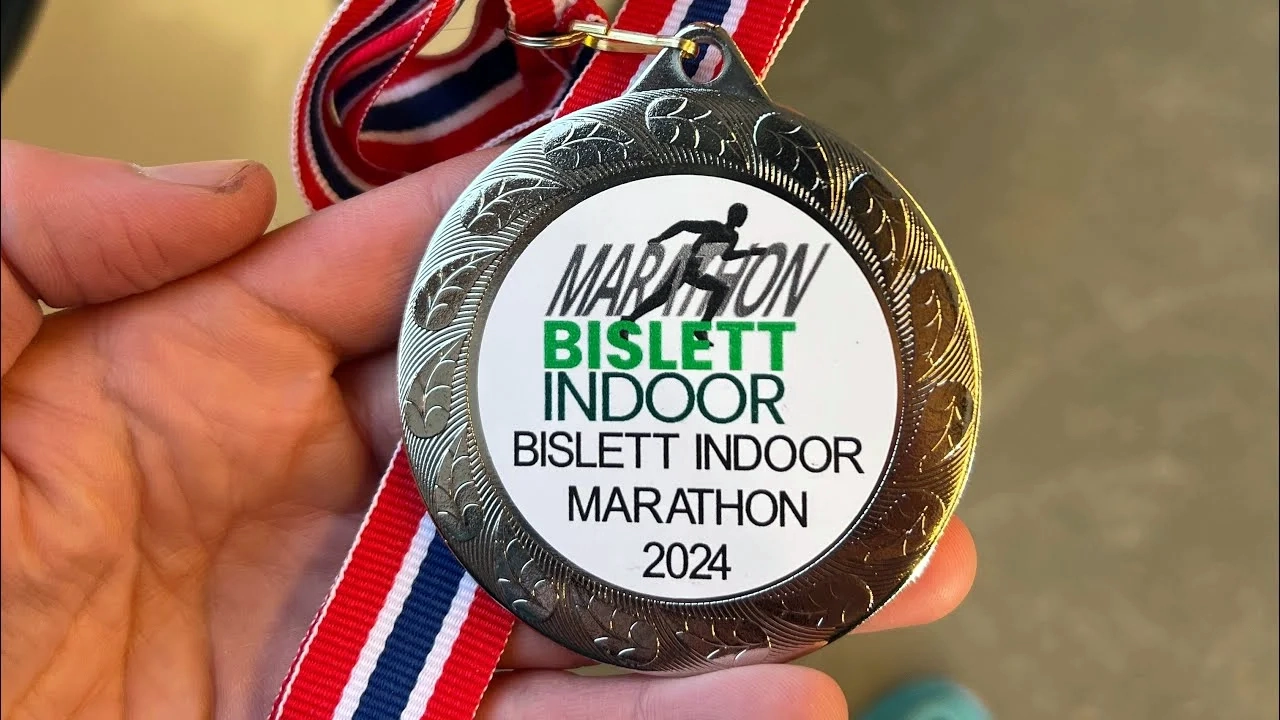 MARATHON
BISLETT
INDOOR
BISLETT INDOOR
MARATHON
2024